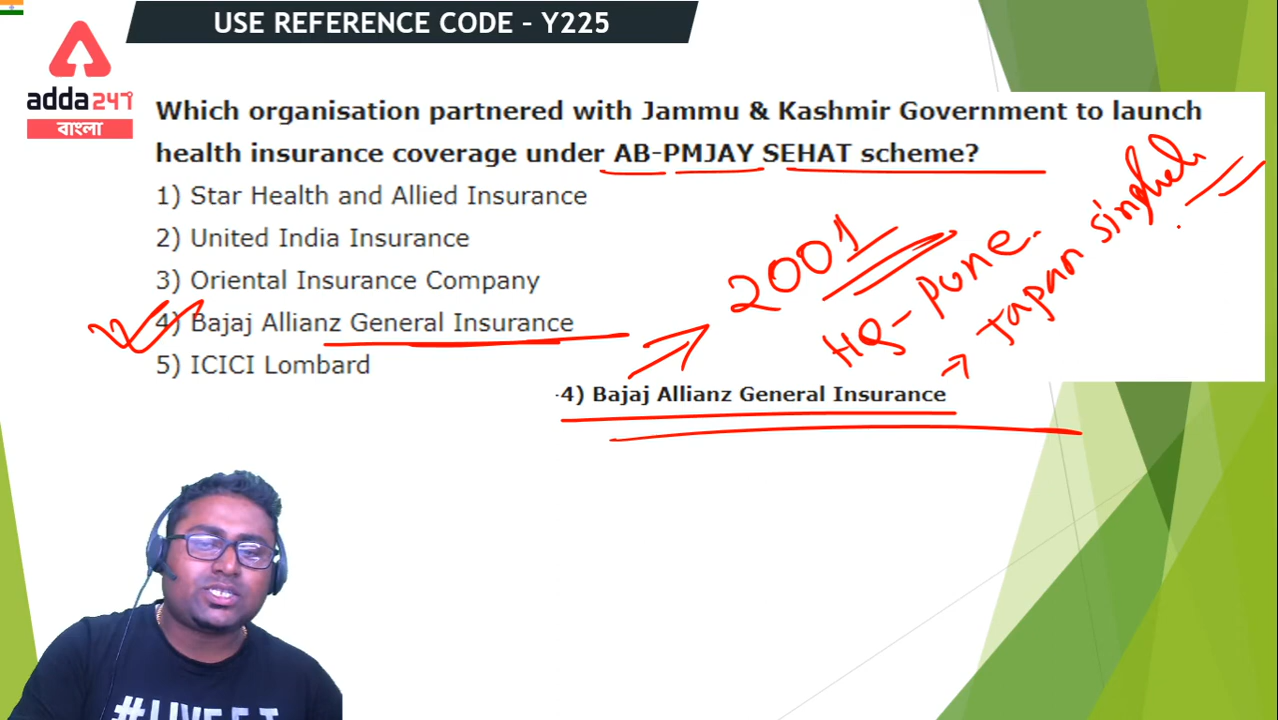 USE REFERENCE CODE - Y225
adda247
বাংলা
Which organisation partnered with Jammu & Kashmir Government to launch
health insurance coverage under AB-PMJAY SEHAT scheme?
1) Star Health and Allied Insurance
2) United India Insurance
3) Oriental Insurance Company
4) Bajaj Allianz General Insurance
5) ICICI Lombard
2001
HQ - Pune.
→ Tapan Singhel
4) Bajaj Allianz General Insurance